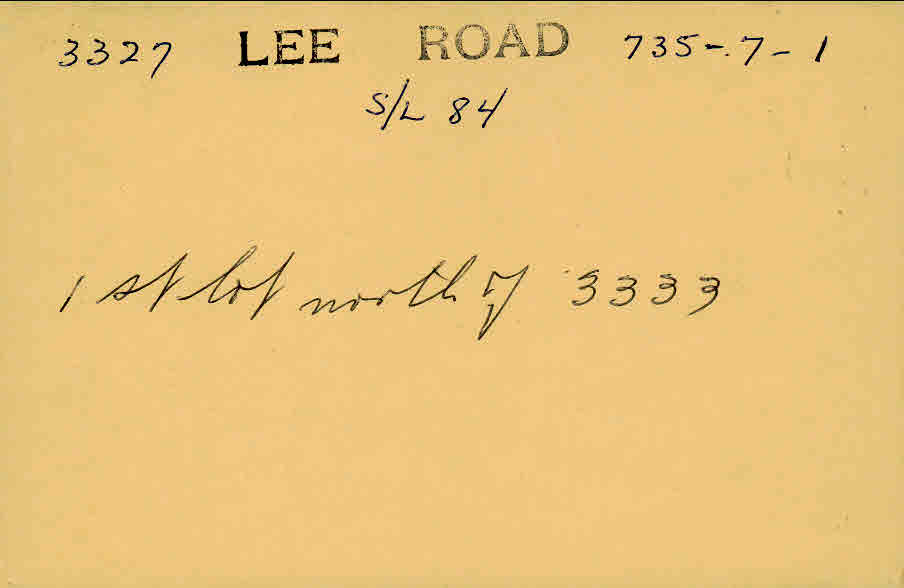 3327 LEE ROAD 735-7-1
S/L 84
1st lot north of 3333